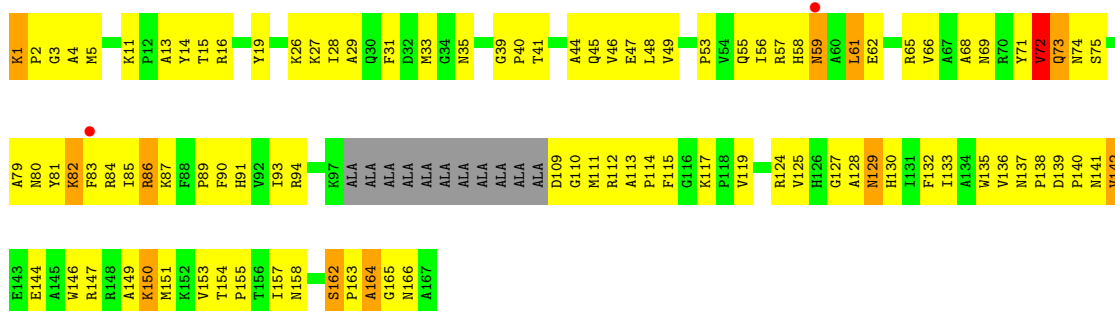 K1 P2 G3 A4 M5 K11 P12 A13 Y14 T15 R16 Y19 K26 K27 I28 A29 Q30 F31 D32 M33 G34 N35 G39 P40 T41 A44 Q45 V46 E47 L48 V49 P53 V54 Q55 I56 R57 H58 N59 A60 L61 E62 R65 V66 A67 A68 N69 R70 Y71 V72 Q73 N74 S75
A79 N80 Y81 K82 F83 R84 I85 R86 K87 F88 P89 F90 H91 V92 I93 R94 K97 ALA ALA ALA ALA ALA ALA ALA ALA ALA ALA ALA D109 G110 M111 R112 A113 P114 F115 G116 K117 P118 V119 R124 V125 H126 G127 A128 N129 H130 I131 F132 I133 A134 W135 V136 N137 P138 D139 P140 N141 V142
E143 E144 A145 W146 R147 R148 A149 K150 M151 K152 V153 T154 P155 T156 I157 N158 S162 P163 A164 G165 N166 A167